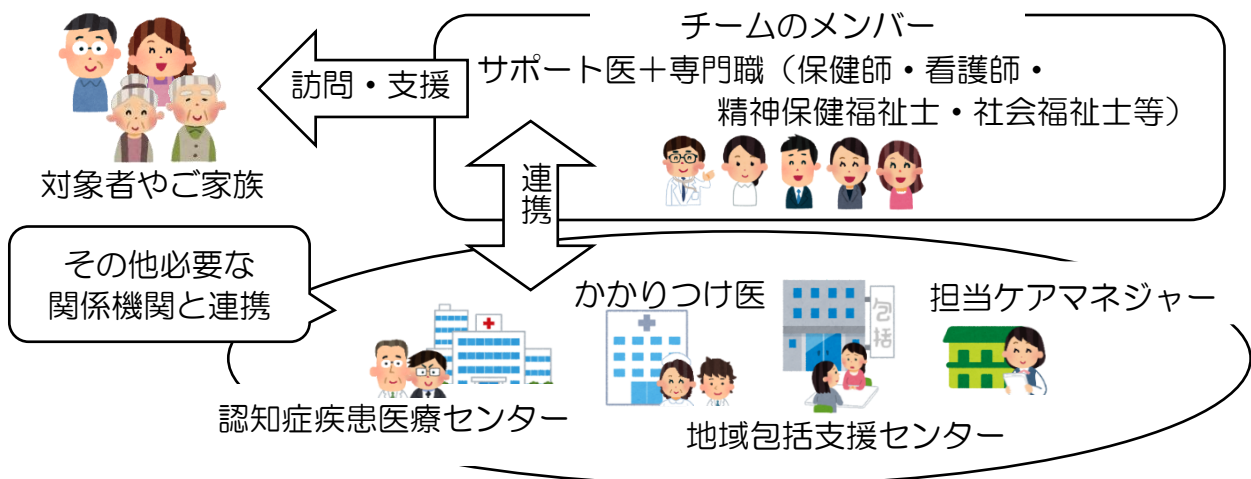 チームのメンバー
サポート医＋専門職（保健師・看護師・
精神保健福祉士・社会福祉士等）
訪問・支援
対象者やご家族
連携
その他必要な
関係機関と連携
かかりつけ医
包括
担当ケアマネジャー
認知症疾患医療センター
地域包括支援センター